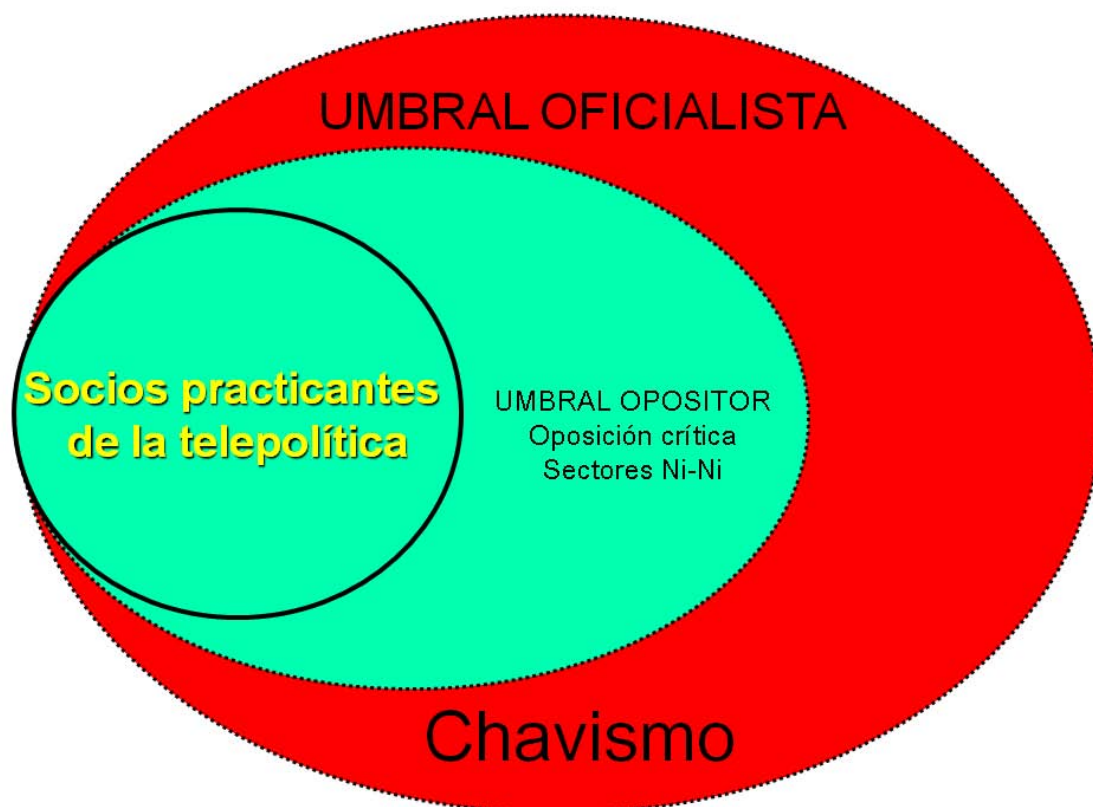 UMBRAL OFICIALISTA
Socios practicantes
de la telepolítica
UMBRAL OPOSITOR
Oposición crítica
Sectores Ni-Ni
Chavismo